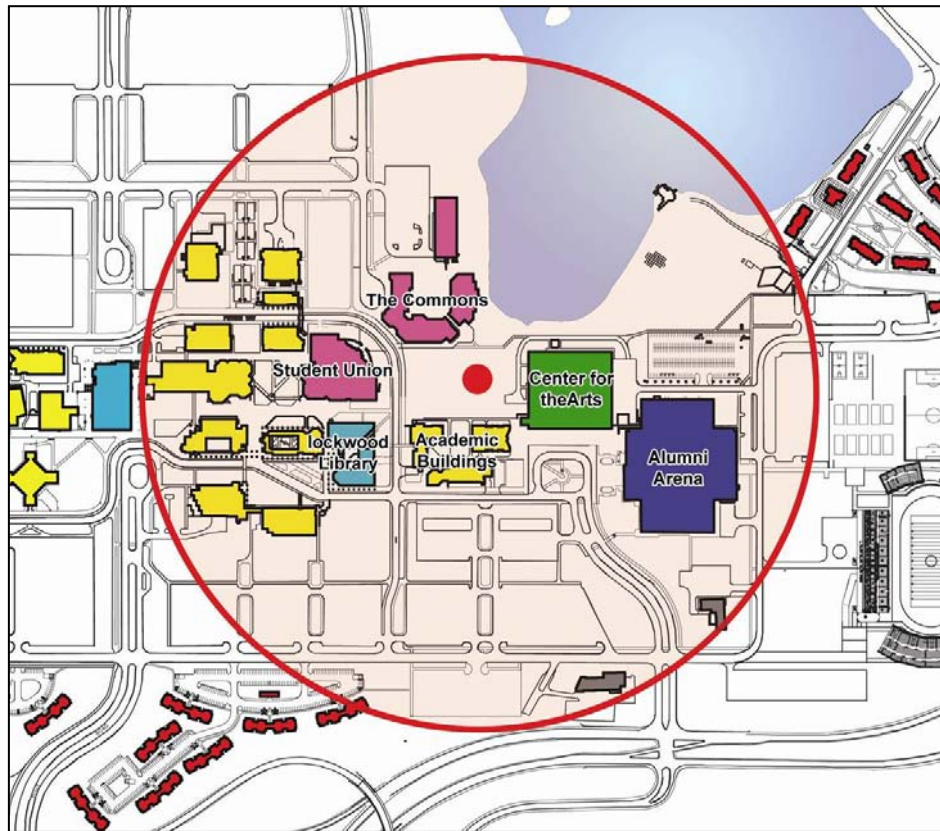 The Commons
Student Union
Center for
theArts
lockwood
Library
Academic
Buildings
Alumni
Arena